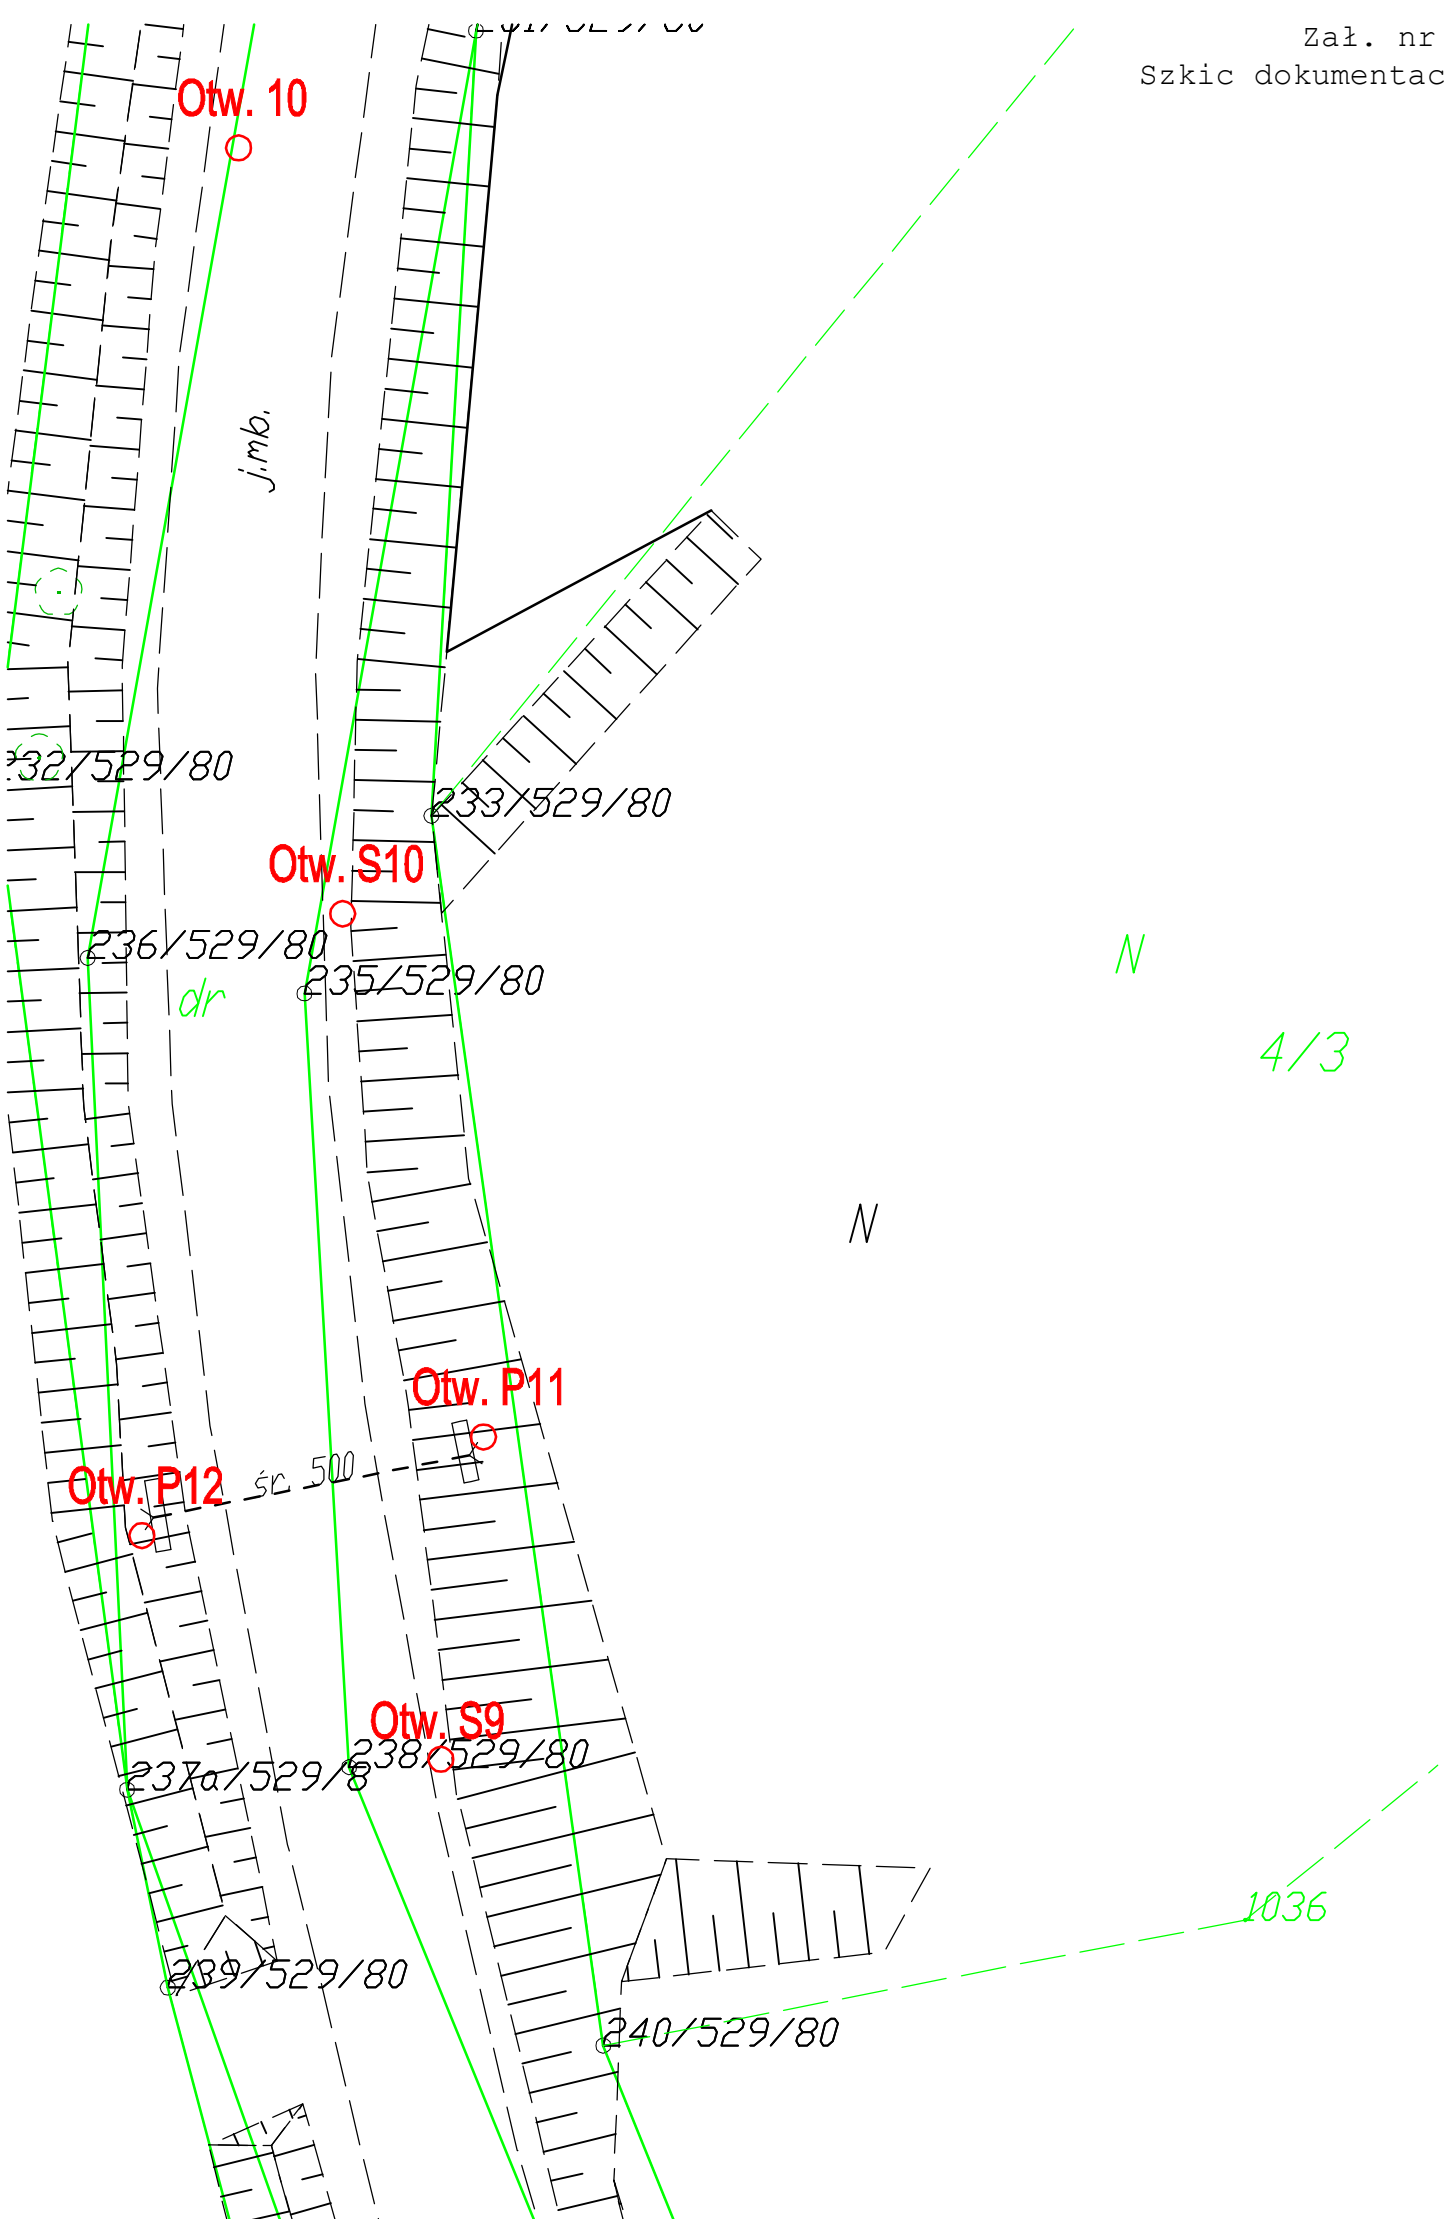 Zał. nr
Szkic dokumentac
Otw. 10
j.mb.
232/529/80
233/529/80
Otw. S10
236/529/80
235/529/80
dr
N
4/3
N
Otw. P11
śr. 500
Otw. P12
Otw. S9
238/529/80
237a/529/8
1036
239/529/80
240/529/80